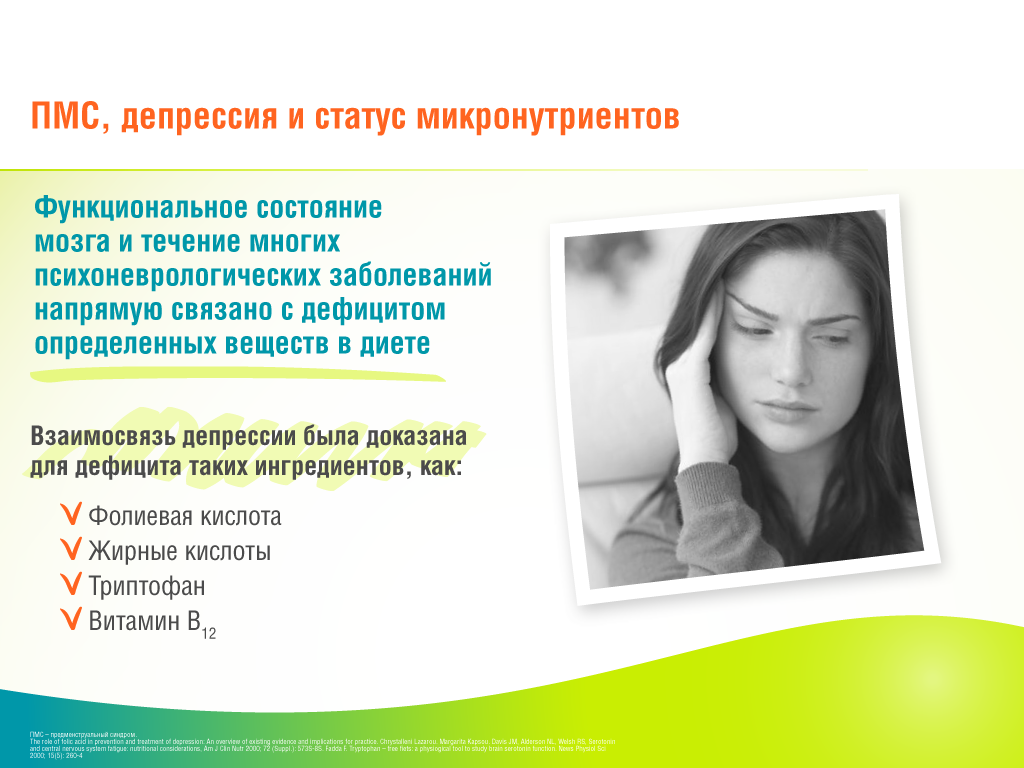 ПМС, депрессия и статус микронутриентов
Функциональное состояние
мозга и течение многих
психоневрологических заболеваний
напрямую связано с дефицитом
определенных веществ в диете
Взаимосвязь депрессии была доказана
для дефицита таких ингредиентов, как:
Фолиевая кислота
Жирные кислоты
Триптофан
Витамин B12
ПМС – предменструальный синдром.
The role of folic acid in prevention and treatment of depression: An overview of existing evidence and implications for practice. Chrystalleni Lazarou, Margarita Kapsou. Davis JM, Alderson NL, Welsh RS. Serotonin
and central nervous system fatigue: nutritional considerations. Am J Clin Nutr 2000; 72 (Suppl.): 573S-8S. Fadda F. Tryptophan – free diets: a physiological tool to study brain serotonin function. News Physiol Sci
2000; 15(5): 260-4